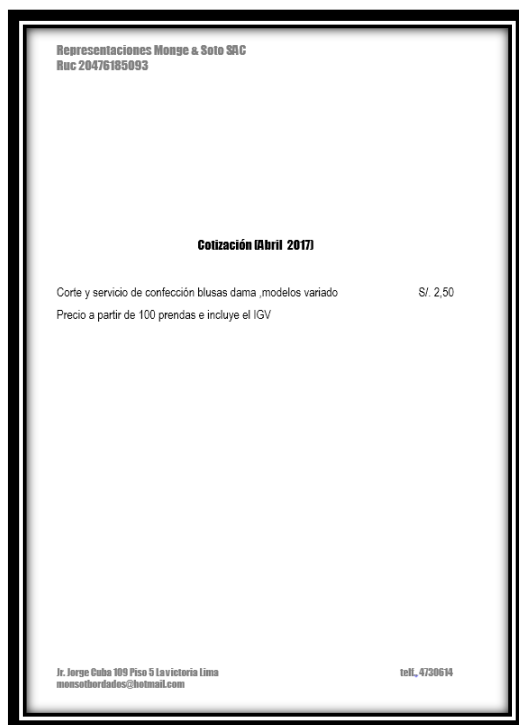 Representaciones Monge & Soto SAC
Ruc 20476185093
Cotización (Abril 2017)
Corte y servicio de confección blusas dama ,modelos variado S/. 2,50
Precio a partir de 100 prendas e incluye el IGV
Jr. Jorge Cuba 109 Piso 5 La victoria Lima telf., 4730614
monsotbordados@hotmail.com